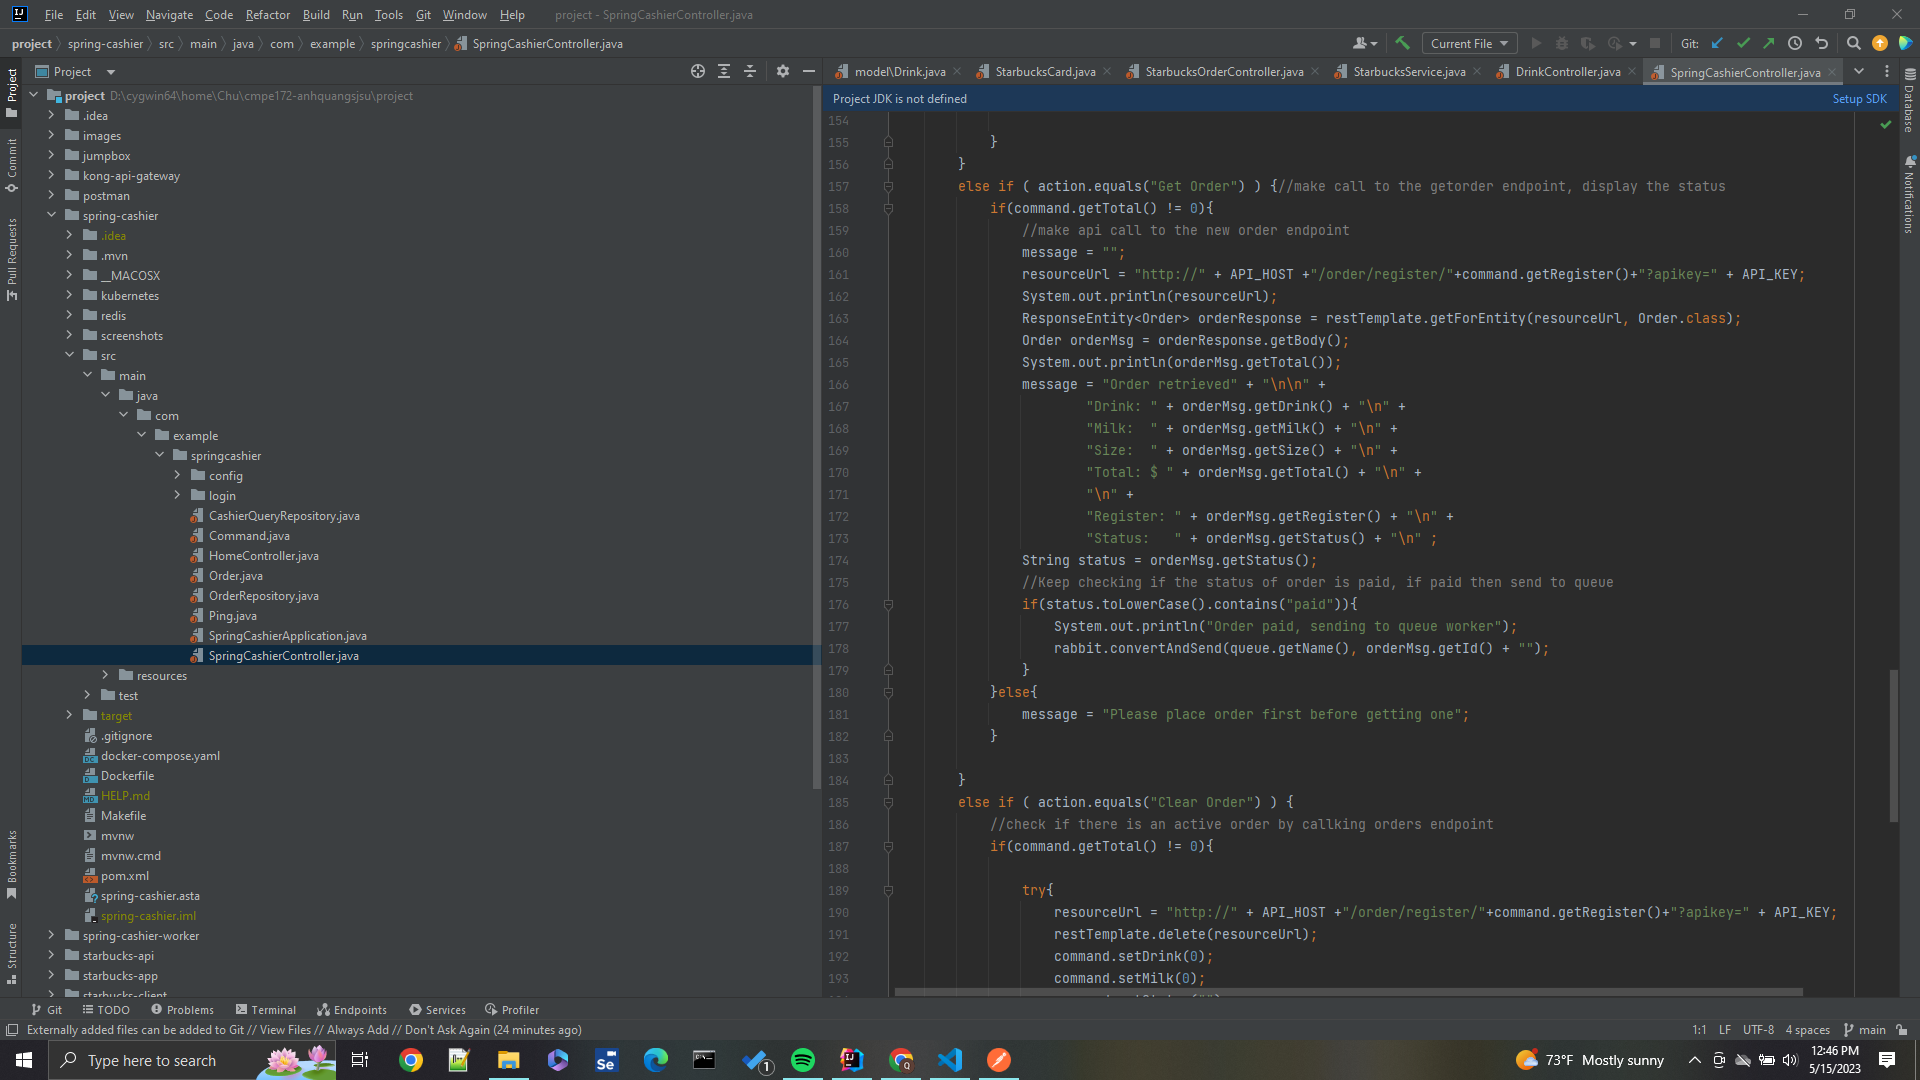 File Edit View Navigate Code Refactor Build Run Tools Git Window Help project - SpringCashierController.java
project spring-cashier src main java com example springcashier SpringCashierController.java Current File Git:
Project
model\Drink.java StarbucksCard.java StarbucksOrderController.java StarbucksService.java DrinkController.java SpringCashierController.java
Project JDK is not defined Setup SDK
Project
Commit
Pull Requests
Bookmarks
Structure
Database
Notifications
project D:\cygwin64\home\Chu\cmpe172-anhquangsjsu\project
.idea
images
jumpbox
kong-api-gateway
postman
spring-cashier
.idea
.mvn
__MACOSX
kubernetes
redis
screenshots
src
main
java
com
example
springcashier
config
login
CashierQueryRepository.java
Command.java
HomeController.java
Order.java
OrderRepository.java
Ping.java
SpringCashierApplication.java
SpringCashierController.java
resources
test
target
.gitignore
docker-compose.yaml
Dockerfile
HELP.md
Makefile
mvnw
mvnw.cmd
pom.xml
spring-cashier.asta
spring-cashier.iml
spring-cashier-worker
starbucks-api
starbucks-app
starbucks-client
154
155 }
156 }
157 else if ( action.equals("Get Order") ) {//make call to the getorder endpoint, display the status
158 if(command.getTotal() != 0){
159 //make api call to the new order endpoint
160 message = "";
161 resourceUrl = "http://" + API_HOST +"/order/register/"+command.getRegister()+"?apikey=" + API_KEY;
162 System.out.println(resourceUrl);
163 ResponseEntity<Order> orderResponse = restTemplate.getForEntity(resourceUrl, Order.class);
164 Order orderMsg = orderResponse.getBody();
165 System.out.println(orderMsg.getTotal());
166 message = "Order retrieved" + "\n\n" +
167 "Drink: " + orderMsg.getDrink() + "\n" +
168 "Milk:  " + orderMsg.getMilk() + "\n" +
169 "Size:  " + orderMsg.getSize() + "\n" +
170 "Total: $ " + orderMsg.getTotal() + "\n" +
171 "\n" +
172 "Register: " + orderMsg.getRegister() + "\n" +
173 "Status:   " + orderMsg.getStatus() + "\n" ;
174 String status = orderMsg.getStatus();
175 //Keep checking if the status of order is paid, if paid then send to queue
176 if(status.toLowerCase().contains("paid")){
177 System.out.println("Order paid, sending to queue worker");
178 rabbit.convertAndSend(queue.getName(), orderMsg.getId() + "");
179 }
180 }else{
181 message = "Please place order first before getting one";
182 }
183
184 }
185 else if ( action.equals("Clear Order") ) {
186 //check if there is an active order by callking orders endpoint
187 if(command.getTotal() != 0){
188
189 try{
190 resourceUrl = "http://" + API_HOST +"/order/register/"+command.getRegister()+"?apikey=" + API_KEY;
191 restTemplate.delete(resourceUrl);
192 command.setDrink(0);
193 command.setMilk(0);
Git TODO Problems Terminal Endpoints Services Profiler
Externally added files can be added to Git // View Files // Always Add // Don't Ask Again (24 minutes ago) 1:1 LF UTF-8 4 spaces main
Type here to search Se 1 73°F Mostly sunny 12:46 PM
5/15/2023